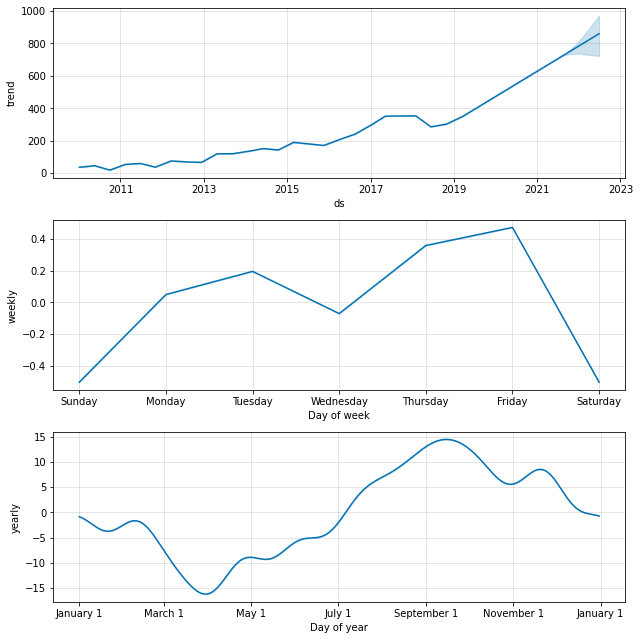 1000
800
600
400
200
0
trend
2011 2013 2015 2017 2019 2021 2023
ds
0.4
0.2
0.0
−0.2
−0.4
weekly
Sunday Monday Tuesday Wednesday Thursday Friday Saturday
Day of week
15
10
5
0
−5
−10
−15
yearly
January 1 March 1 May 1 July 1 September 1 November 1 January 1
Day of year